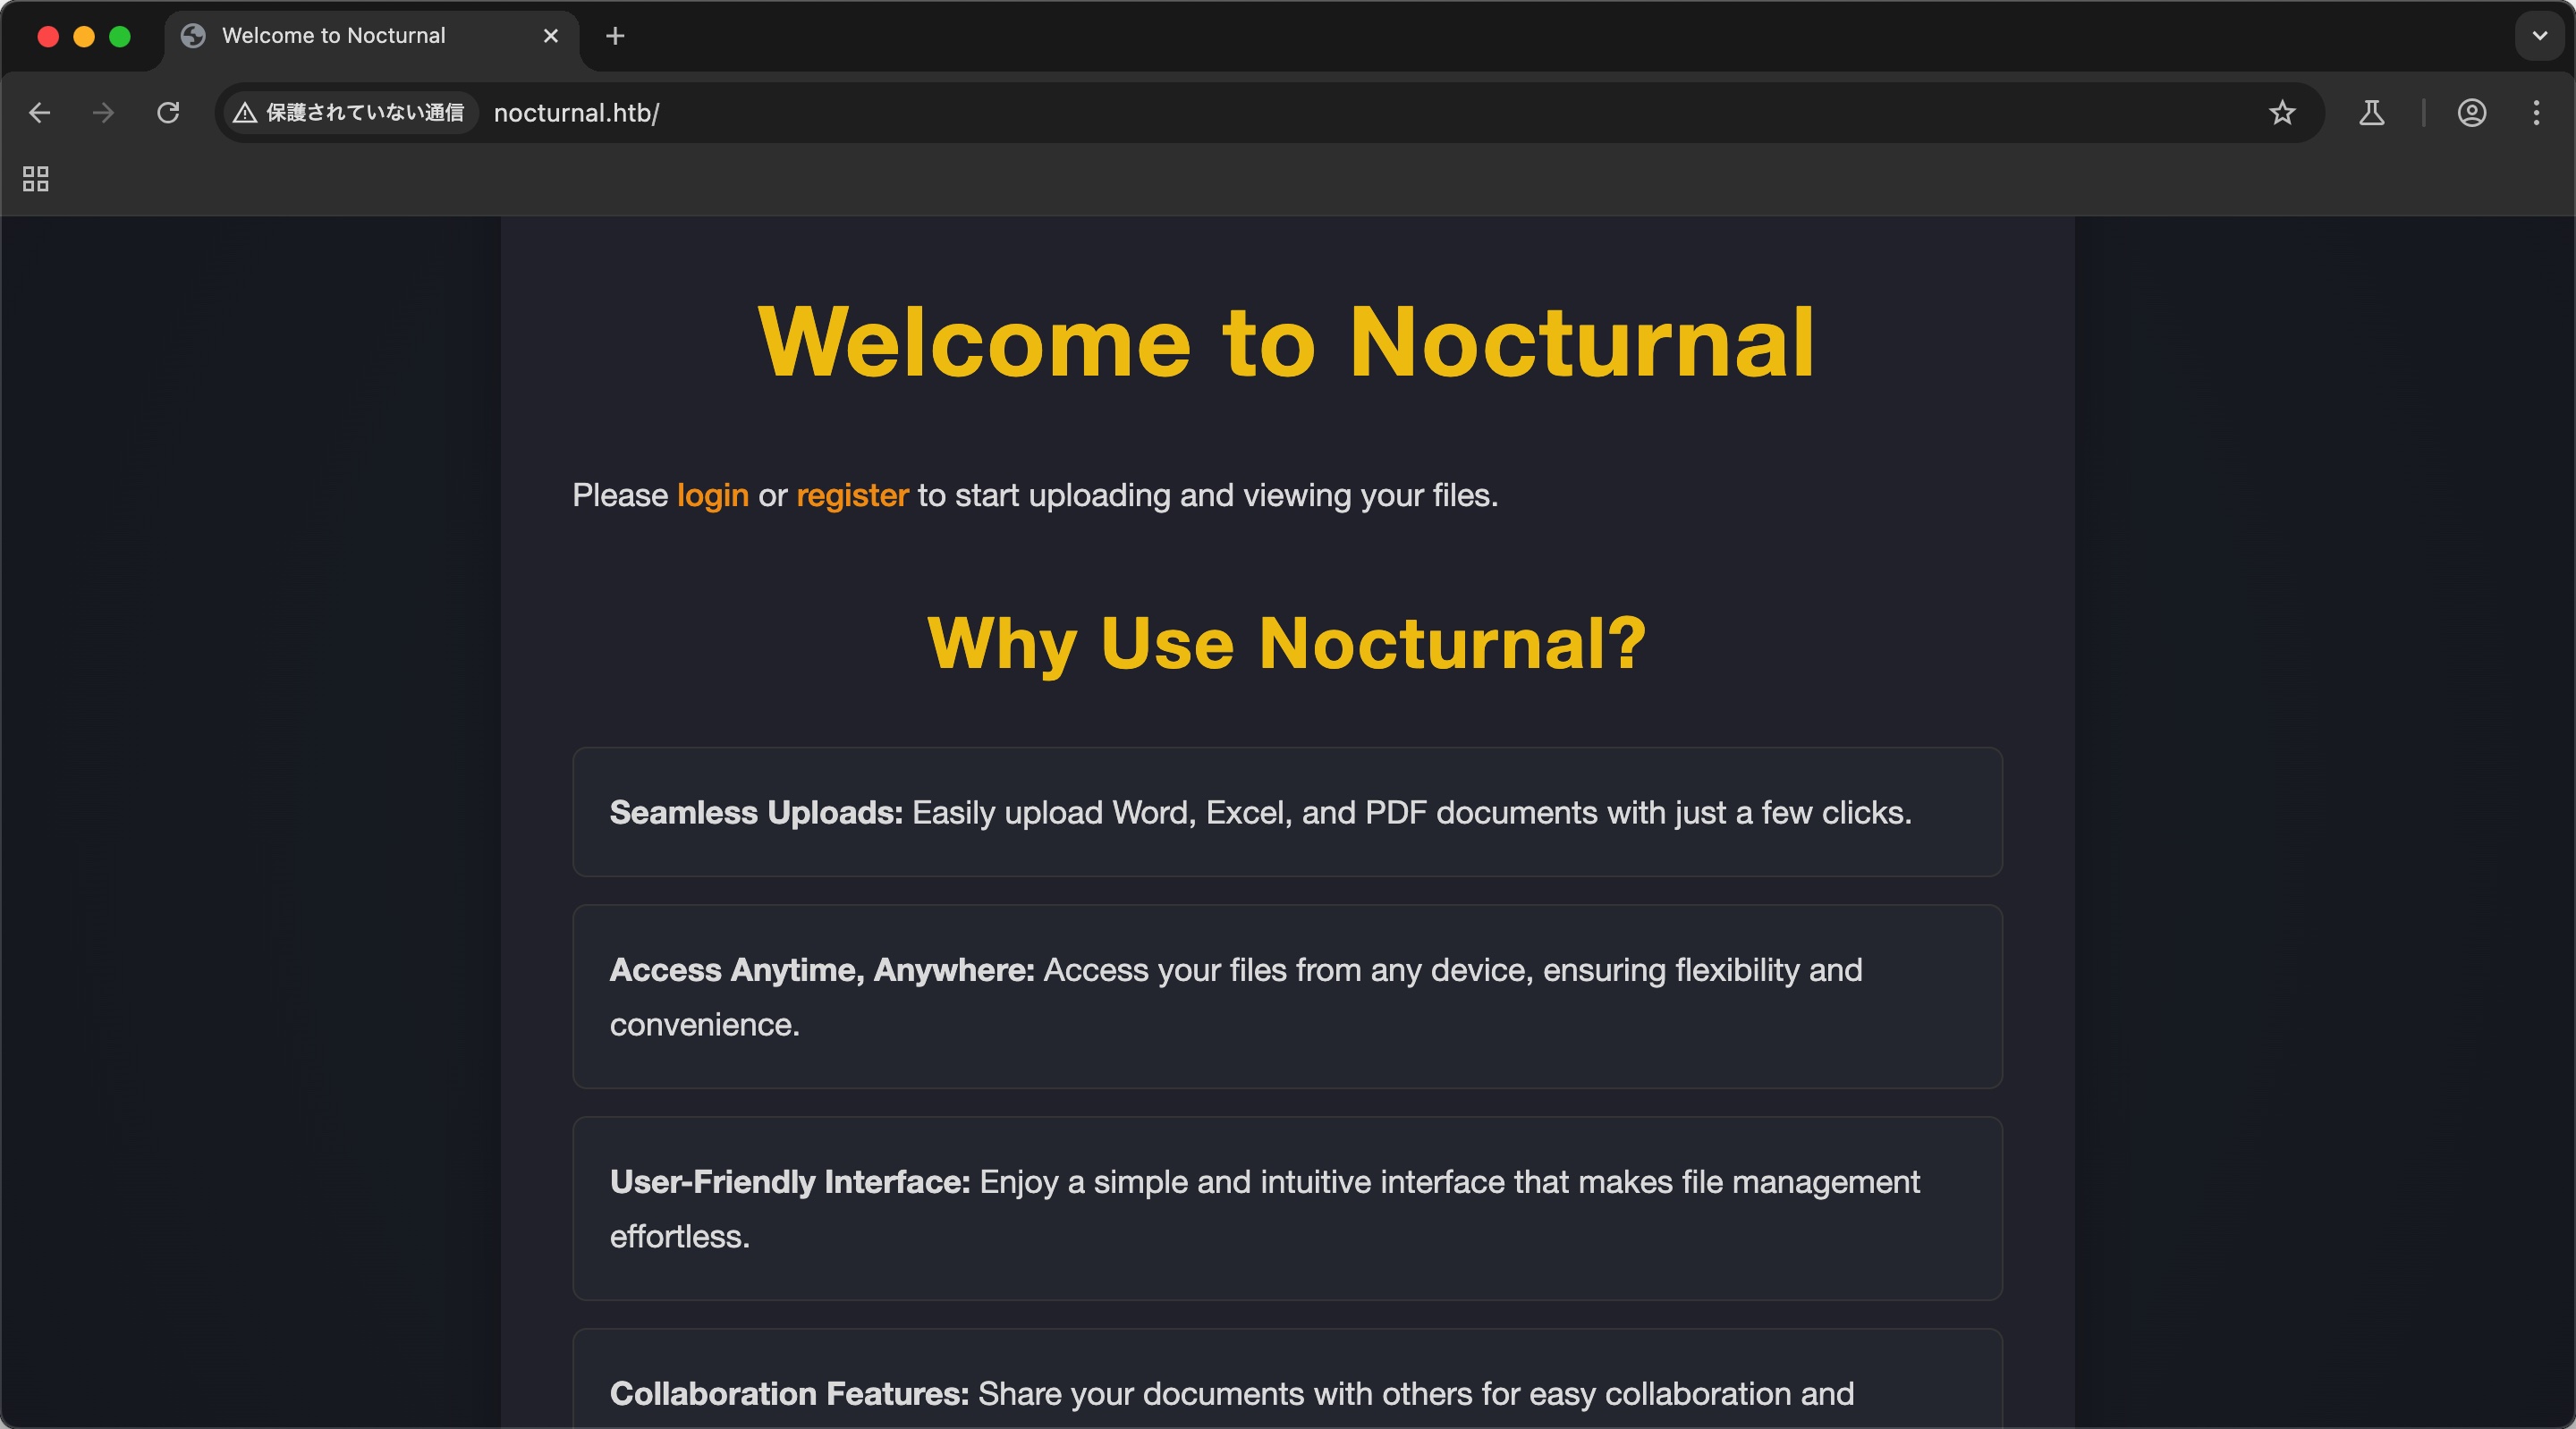 Welcome to Nocturnal
保護されていない通信 nocturnal.htb/
Welcome to Nocturnal
Please login or register to start uploading and viewing your files.
Why Use Nocturnal?
Seamless Uploads: Easily upload Word, Excel, and PDF documents with just a few clicks.
Access Anytime, Anywhere: Access your files from any device, ensuring flexibility and
convenience.
User-Friendly Interface: Enjoy a simple and intuitive interface that makes file management
effortless.
Collaboration Features: Share your documents with others for easy collaboration and